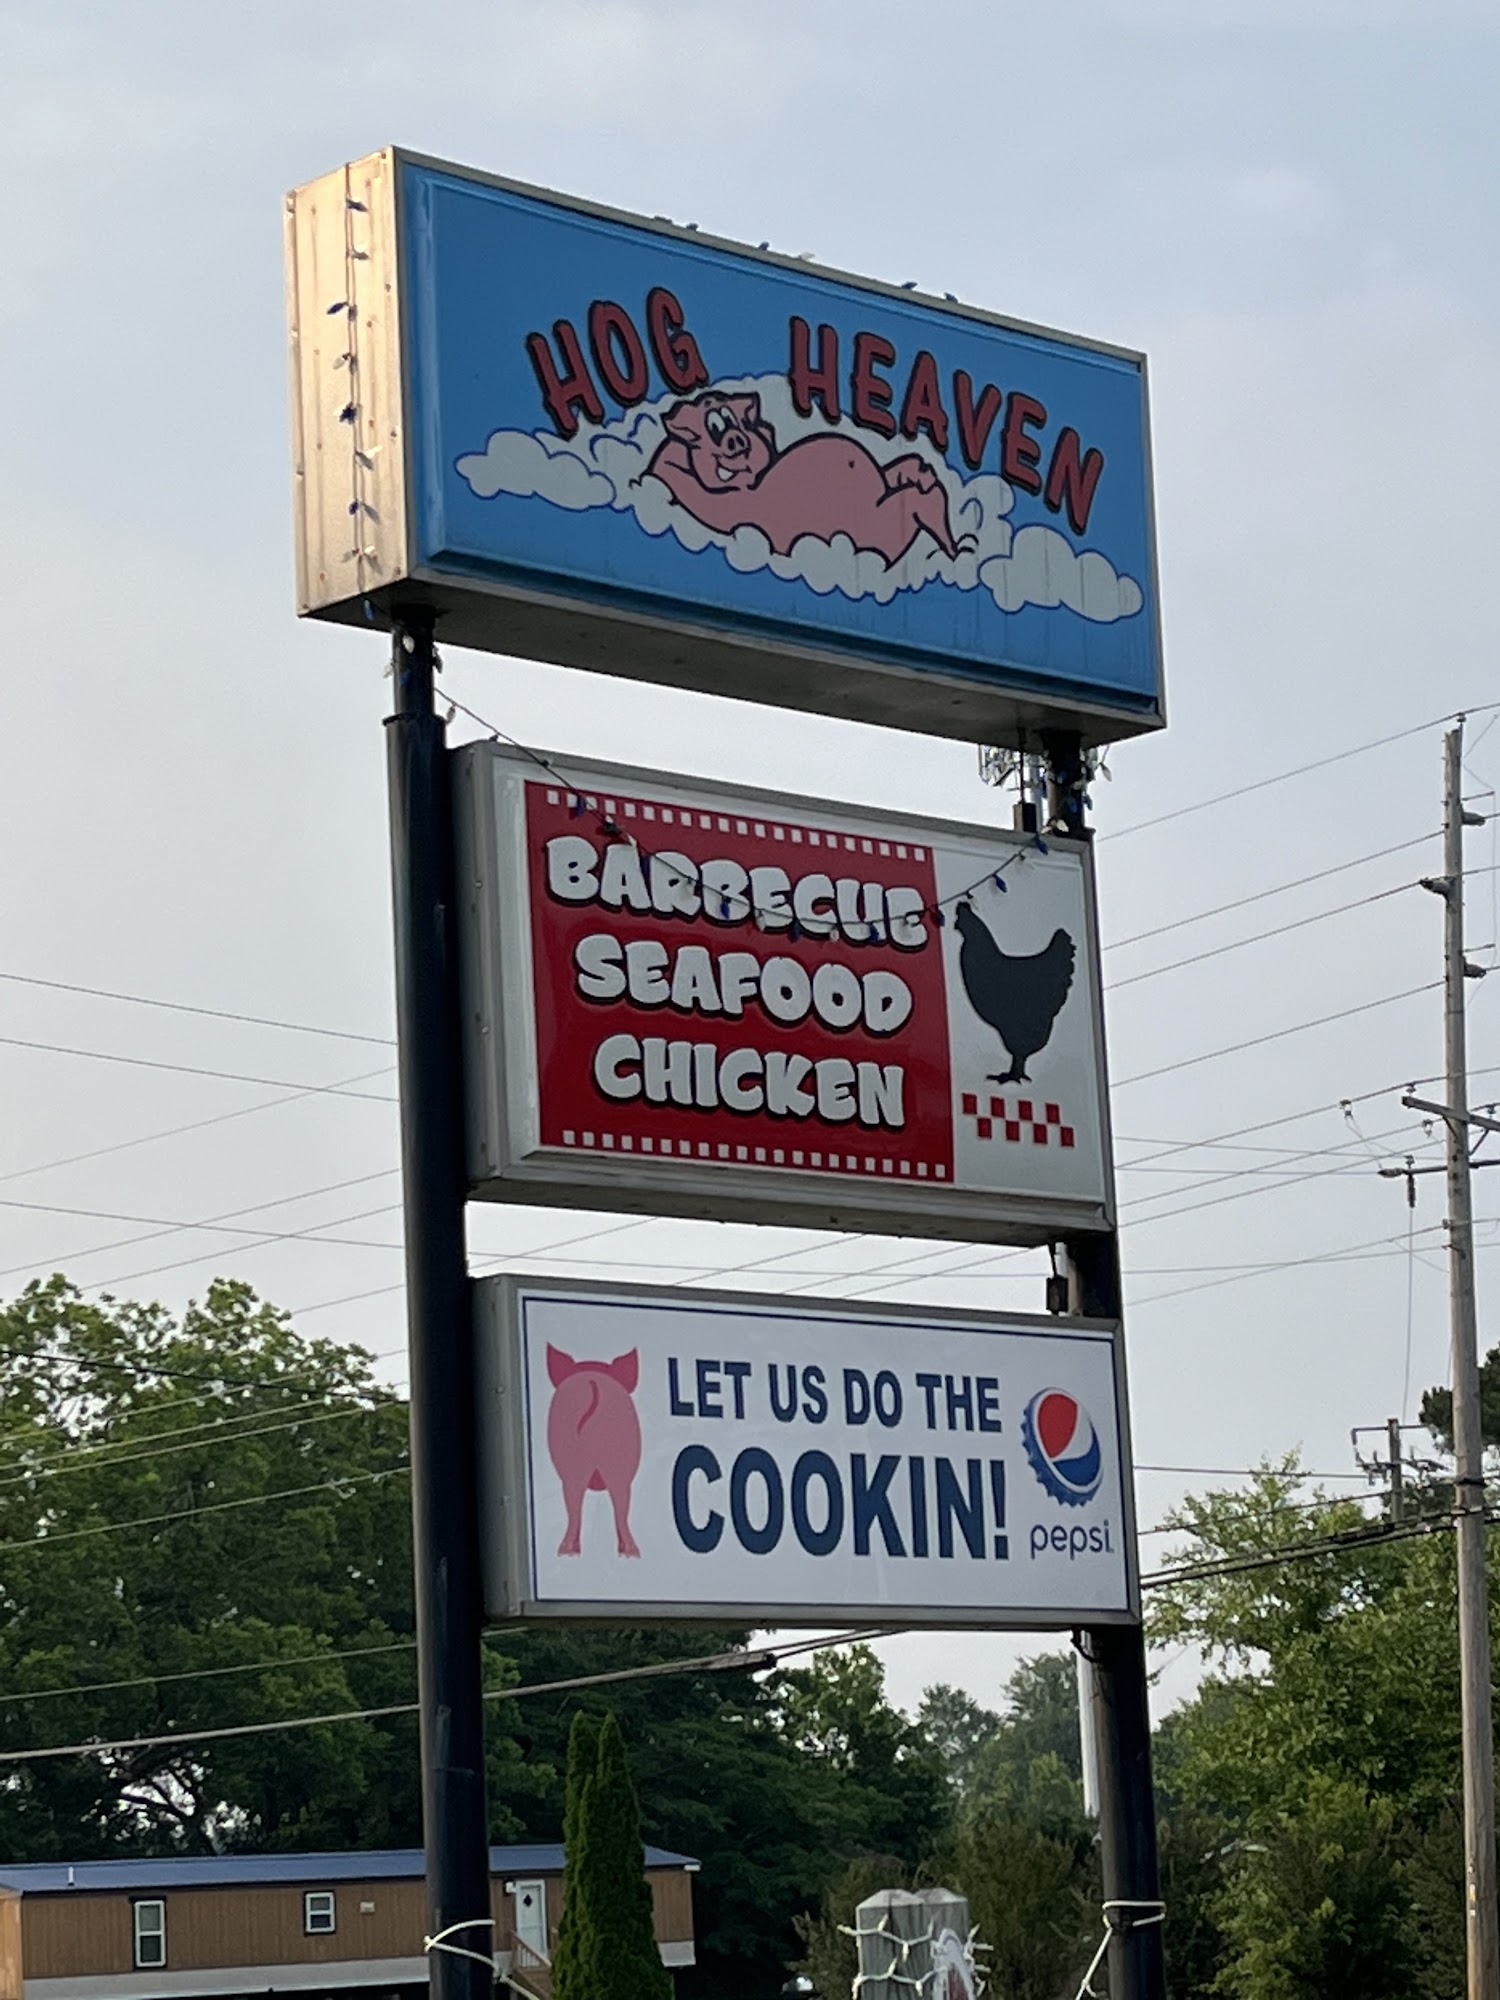 HOG HEAVEN
BARBECUE
SEAFOOD
CHICKEN
LET US DO THE
COOKIN!
pepsi